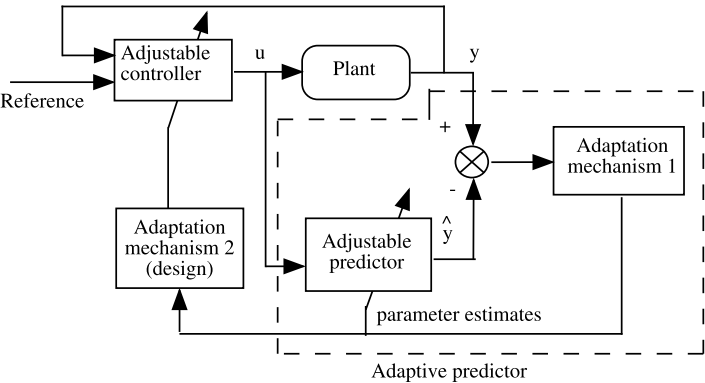 Adjustable
controller
u
Plant
y
Reference
+
Adaptation
mechanism 1
-
Adaptation
mechanism 2
(design)
Adjustable
predictor
ŷ
parameter estimates
Adaptive predictor